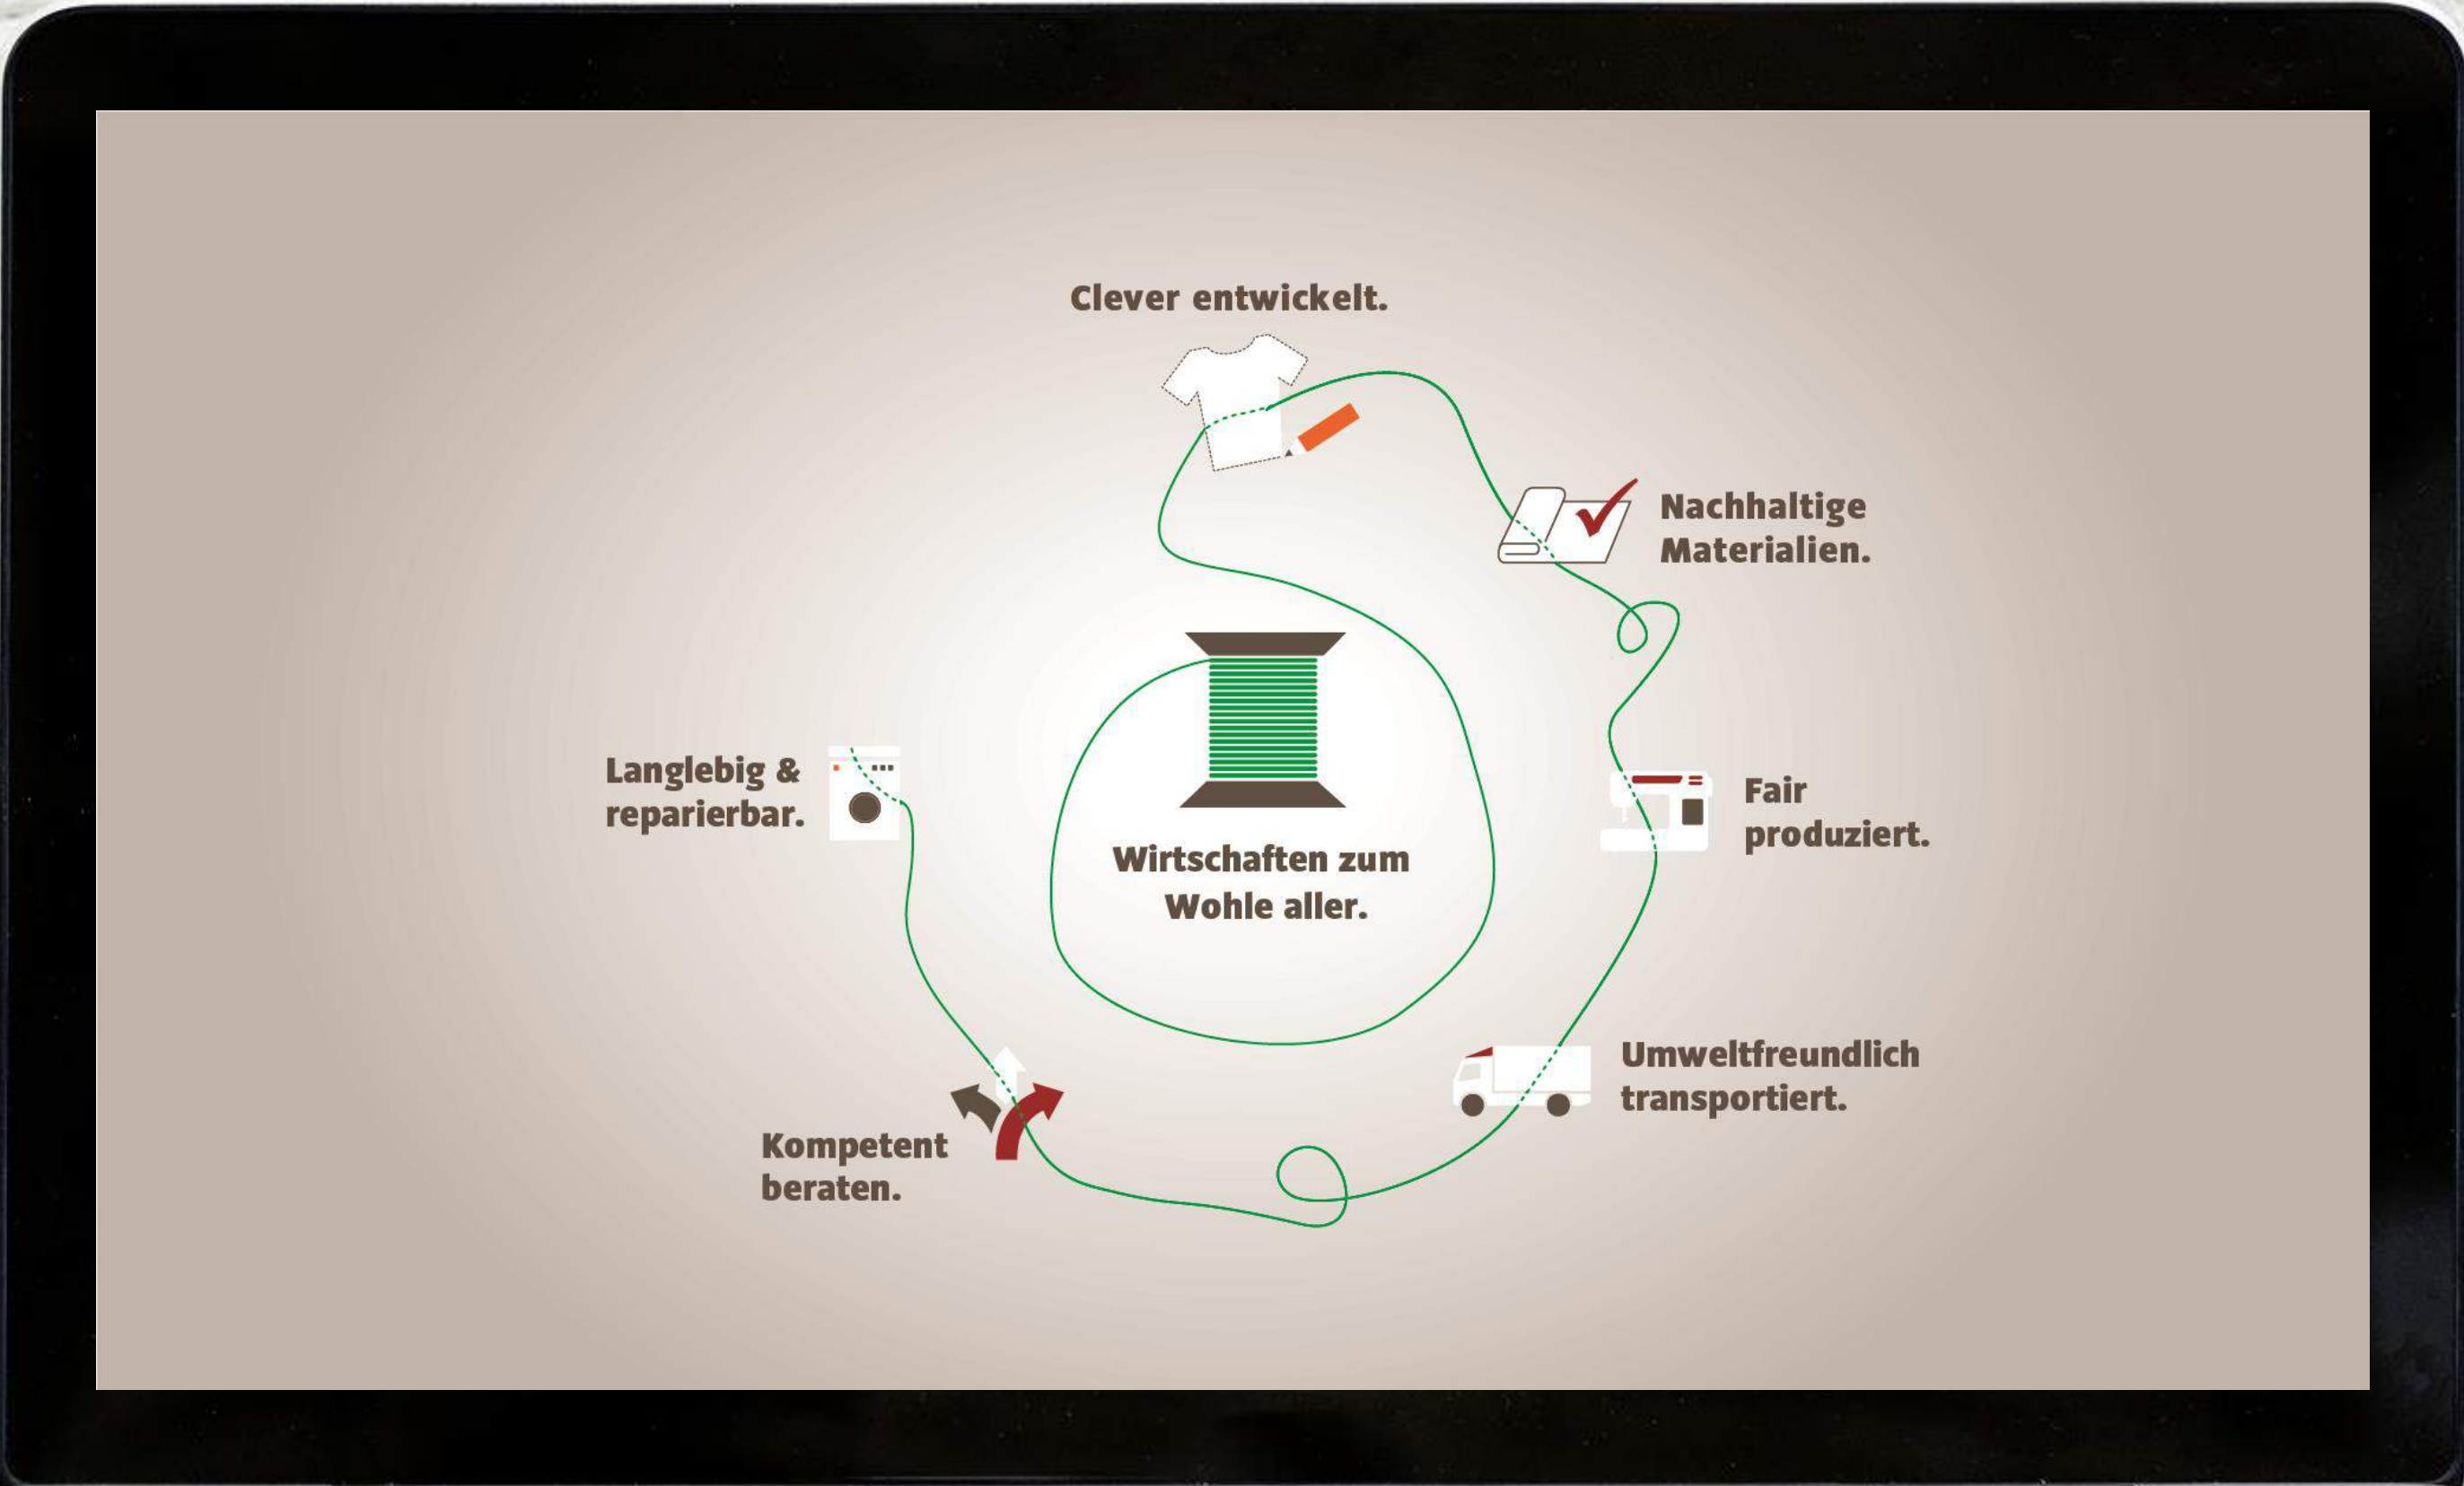 Clever entwickelt.
Nachhaltige
Materialien.
Fair
produziert.
Umweltfreundlich
transportiert.
Kompetent
beraten.
Langlebig &
reparierbar.
Wirtschaften zum
Wohle aller.